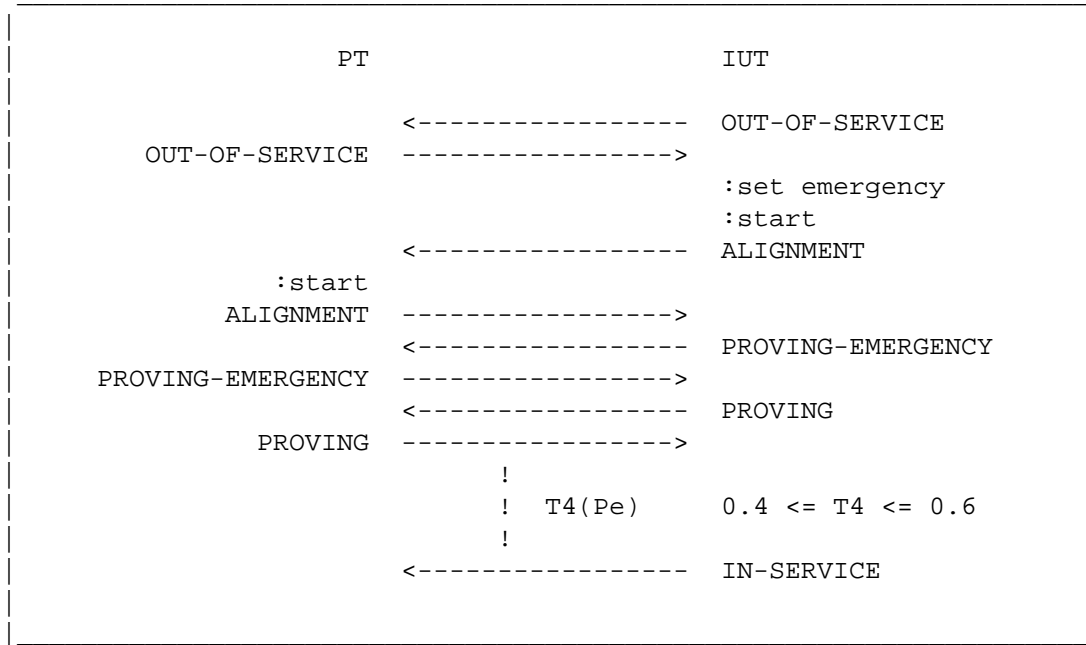 PT IUT
<----------------- OUT-OF-SERVICE
OUT-OF-SERVICE ----------------->
:set emergency
:start
<----------------- ALIGNMENT
:start
ALIGNMENT ----------------->
<----------------- PROVING-EMERGENCY
PROVING-EMERGENCY ----------------->
<----------------- PROVING
PROVING ----------------->
!
! T4(Pe) 0.4 <= T4 <= 0.6
!
<----------------- IN-SERVICE